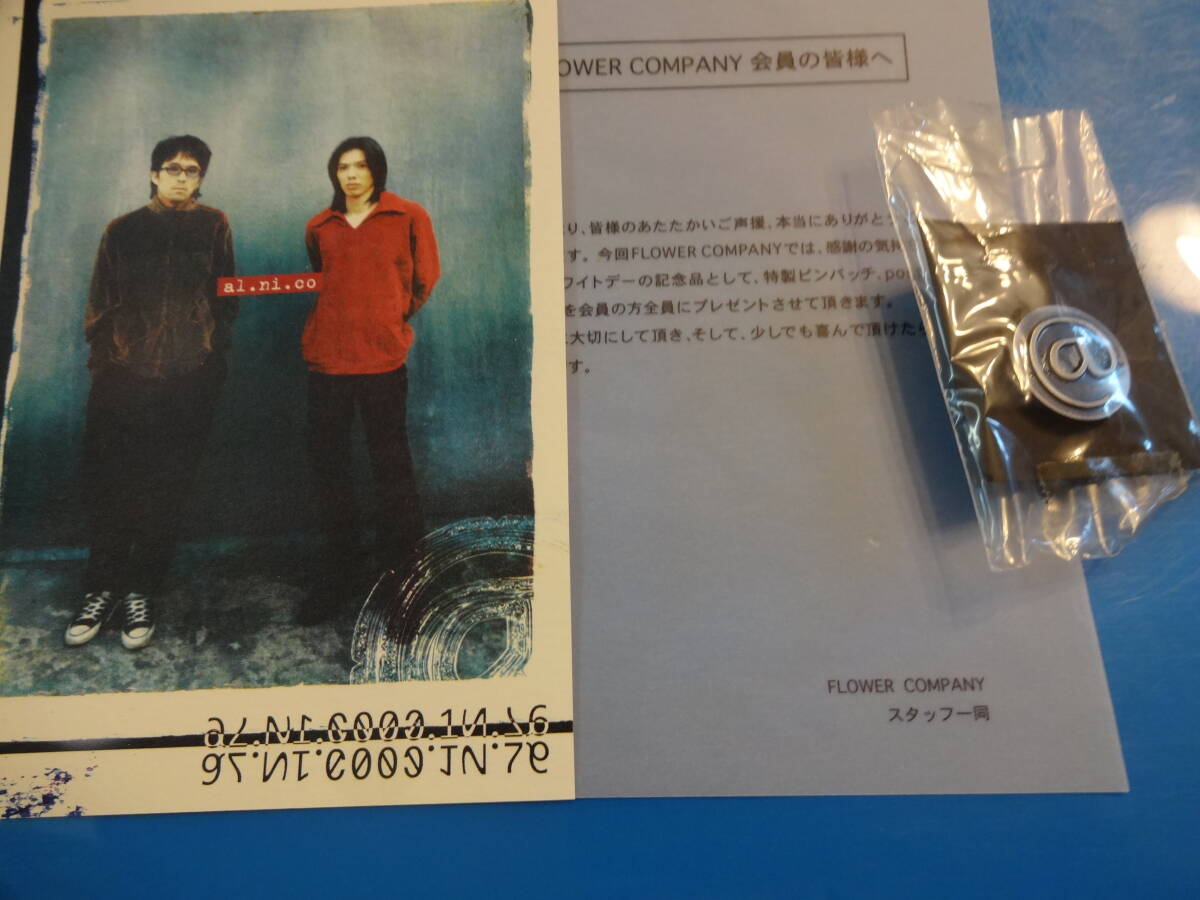 al.ni.co
OWER COMPANY 会員の皆様へ
り、皆様のあたたかいご声援、本当にありがとう
す。今回FLOWER COMPANYでは、感謝の気持
ワイトデーの記念品として、特製ピンバッチ、pos
を会員の方全員にプレゼントさせて頂きます。
大切にして頂き、そして、少しでも喜んで頂けたら
す。
FLOWER COMPANY
スタッフ一同